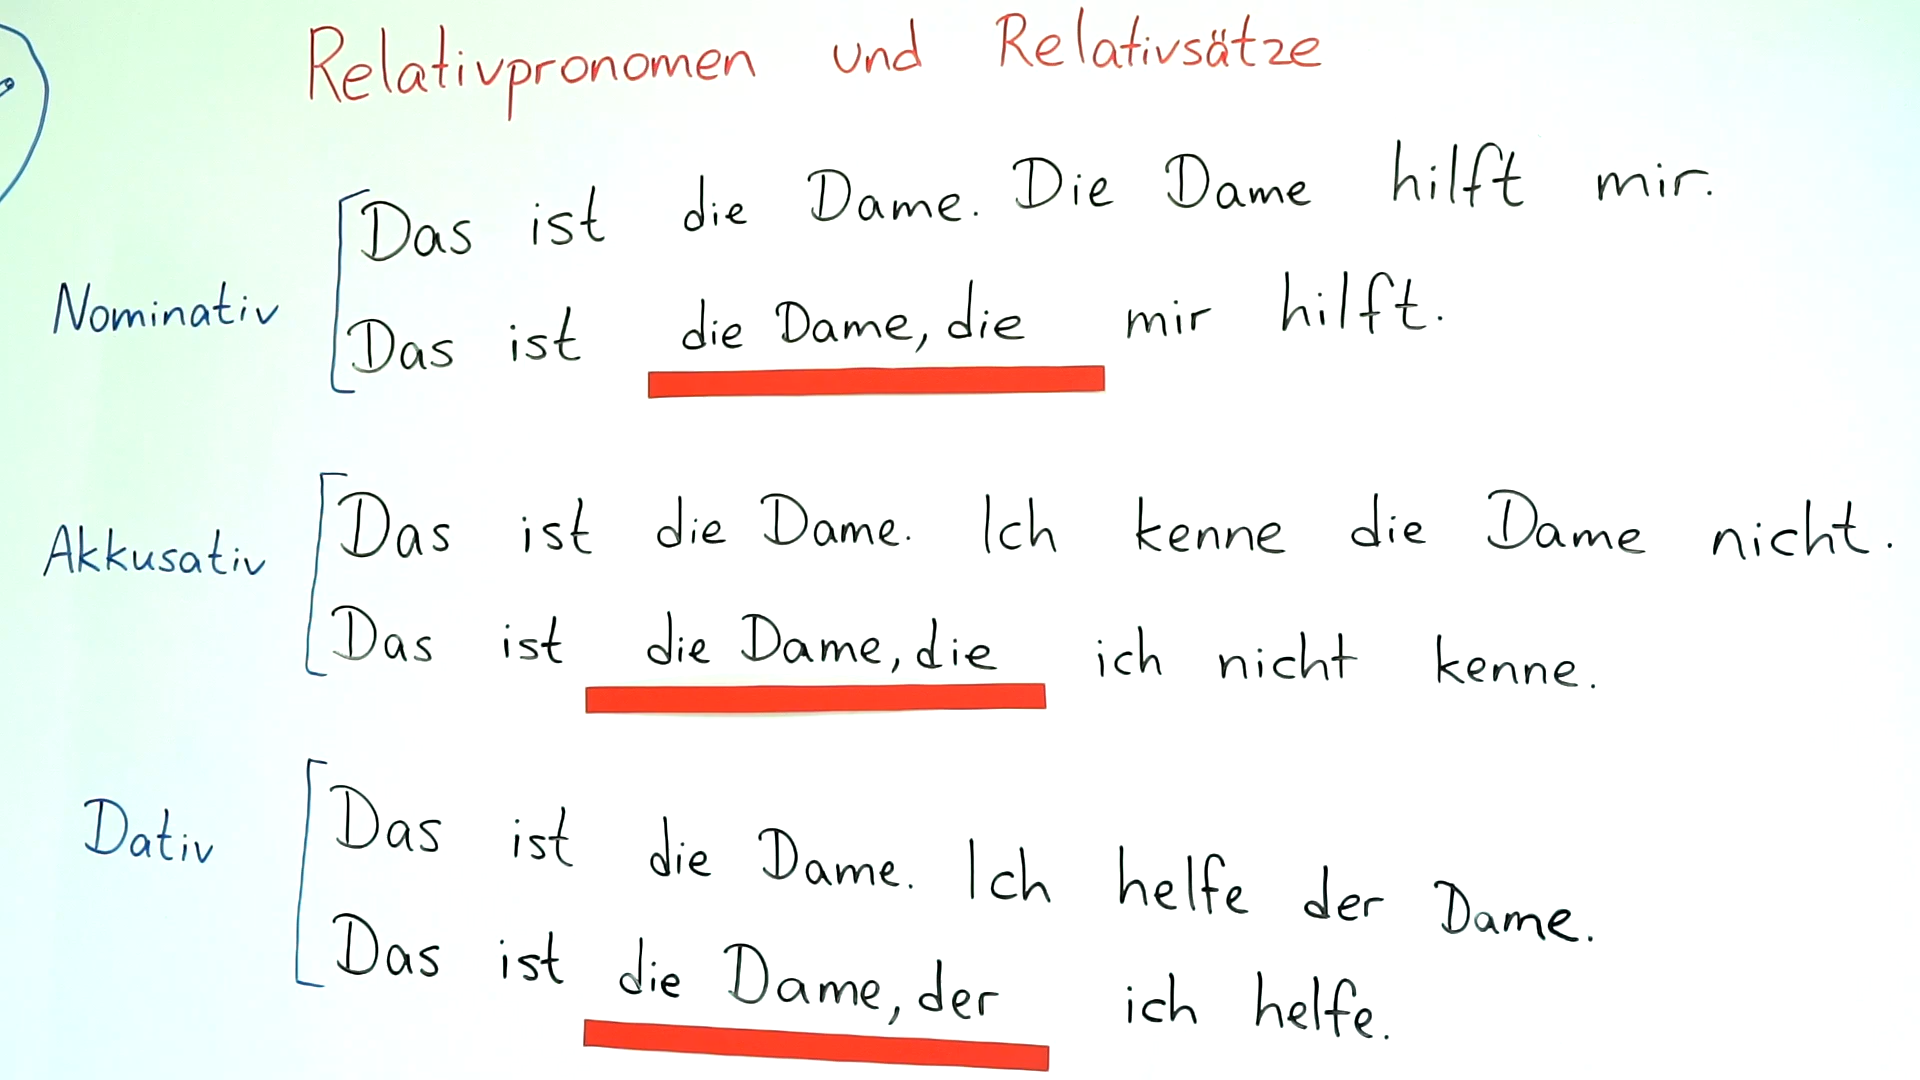 Relativpronomen und Relativsätze
Das ist die Dame. Die Dame hilft mir.
Nominativ
Das ist die Dame, die mir hilft.
Das ist die Dame. Ich kenne die Dame nicht.
Akkusativ
Das ist die Dame, die ich nicht kenne.
Das ist die Dame. Ich helfe der Dame.
Dativ
Das ist die Dame, der ich helfe.